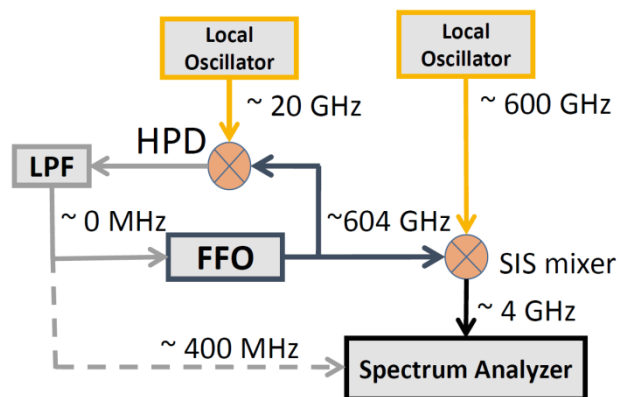 Local
Oscillator
Local
Oscillator
~ 20 GHz
~ 600 GHz
HPD
LPF
~ 0 MHz
~604 GHz
FFO
SIS mixer
~ 4 GHz
~ 400 MHz
Spectrum Analyzer